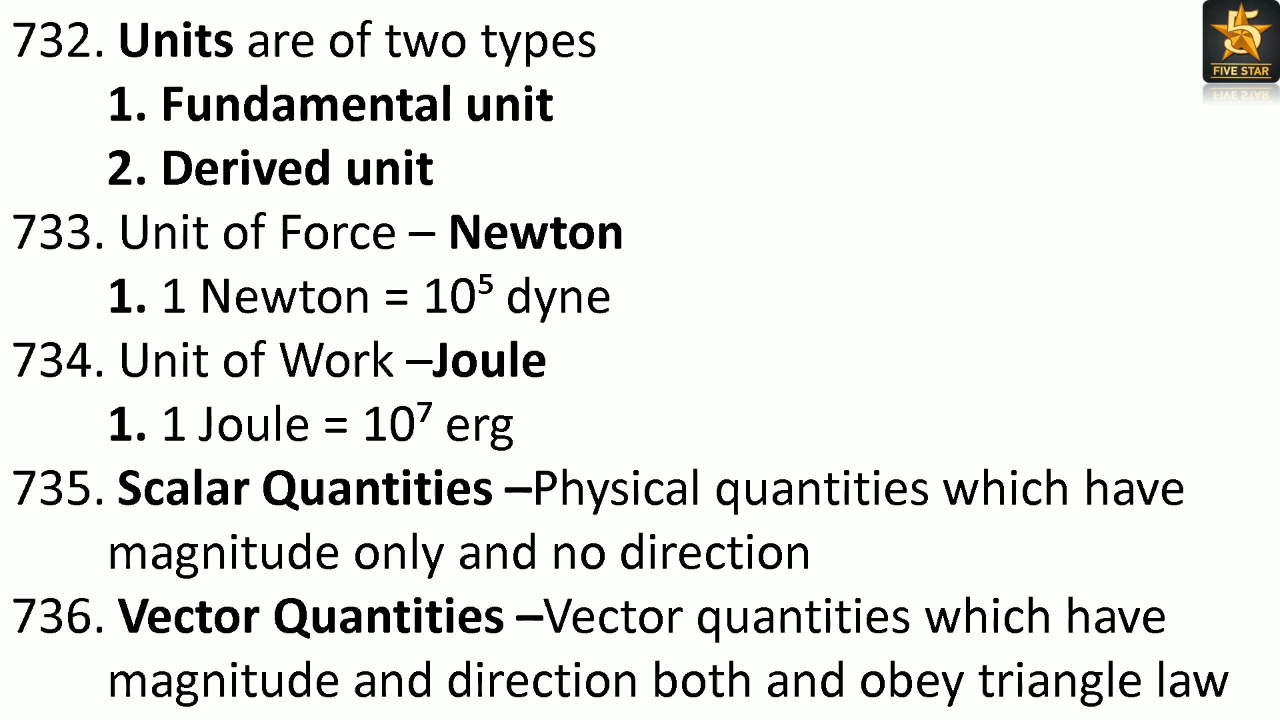 732. Units are of two types
1. Fundamental unit
2. Derived unit
733. Unit of Force – Newton
1. 1 Newton = 10⁵ dyne
734. Unit of Work –Joule
1. 1 Joule = 10⁷ erg
735. Scalar Quantities –Physical quantities which have
magnitude only and no direction
736. Vector Quantities –Vector quantities which have
magnitude and direction both and obey triangle law
5
FIVE STAR